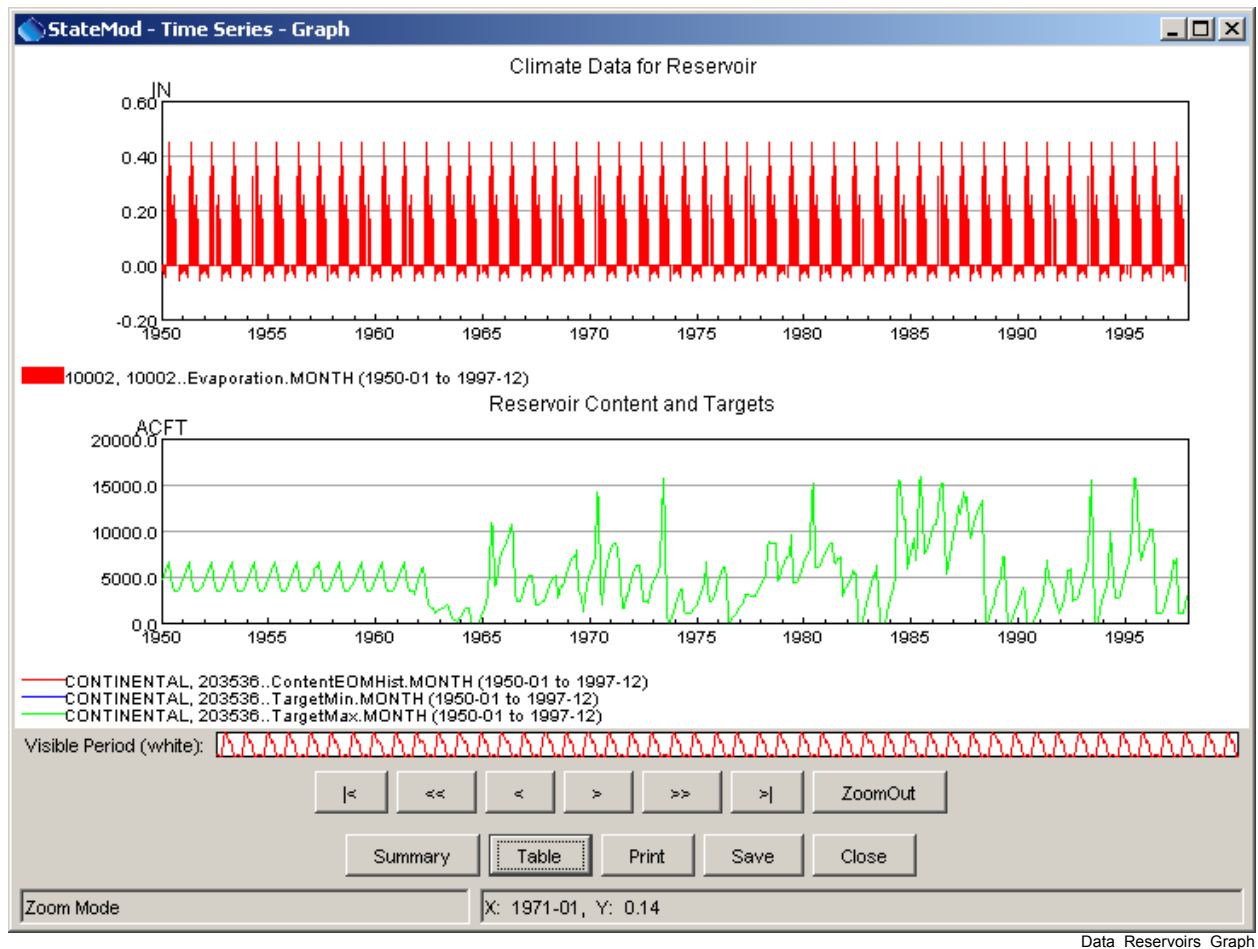 StateMod - Time Series - Graph
Climate Data for Reservoir
IN
0.60
0.40
0.20
0.00
-0.20
1950 1955 1960 1965 1970 1975 1980 1985 1990 1995
10002, 10002..Evaporation.MONTH (1950-01 to 1997-12)
Reservoir Content and Targets
ACFT
20000.0
15000.0
10000.0
5000.0
0.0
1950 1955 1960 1965 1970 1975 1980 1985 1990 1995
CONTINENTAL, 203536..ContentEOMHist.MONTH (1950-01 to 1997-12)
CONTINENTAL, 203536..TargetMin.MONTH (1950-01 to 1997-12)
CONTINENTAL, 203536..TargetMax.MONTH (1950-01 to 1997-12)
Visible Period (white):
|< << < > >> >| ZoomOut
Summary Table Print Save Close
Zoom Mode X: 1971-01, Y: 0.14
Data_Reservoirs_Graph